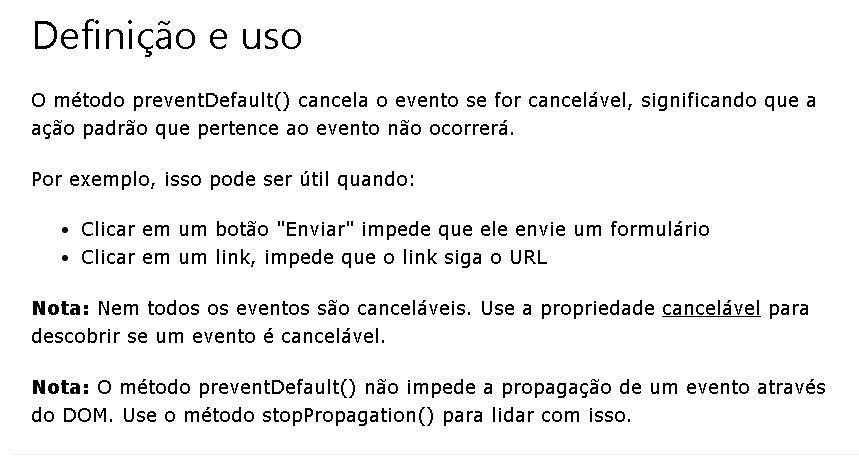 Definição e uso
O método preventDefault() cancela o evento se for cancelável, significando que a
ação padrão que pertence ao evento não ocorrerá.
Por exemplo, isso pode ser útil quando:
• Clicar em um botão "Enviar" impede que ele envie um formulário
• Clicar em um link, impede que o link siga o URL
Nota: Nem todos os eventos são canceláveis. Use a propriedade cancelável para
descobrir se um evento é cancelável.
Nota: O método preventDefault() não impede a propagação de um evento através
do DOM. Use o método stopPropagation() para lidar com isso.